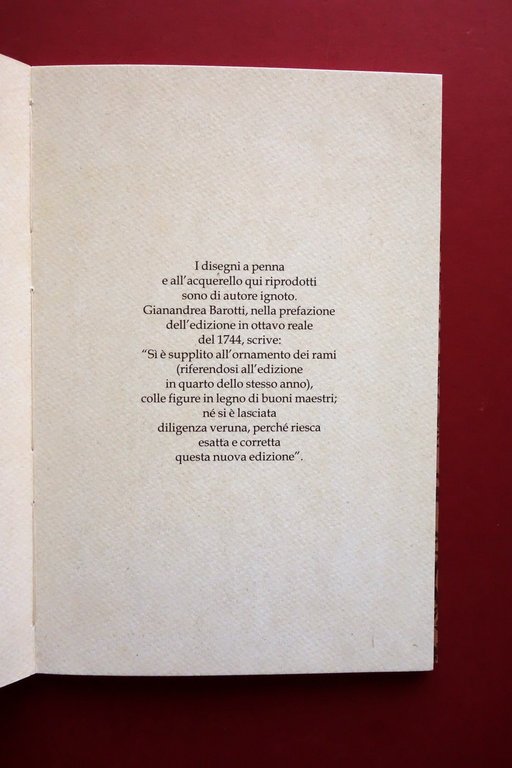 I disegni a penna
e all'acquerello qui riprodotti
sono di autore ignoto.
Gianandrea Barotti, nella prefazione
dell'edizione in ottavo reale
del 1744, scrive:
“Sì è supplito all'ornamento dei rami
(riferendosi all'edizione
in quarto dello stesso anno),
colle figure in legno di buoni maestri;
né si è lasciata
diligenza veruna, perché riesca
esatta e corretta
questa nuova edizione”.